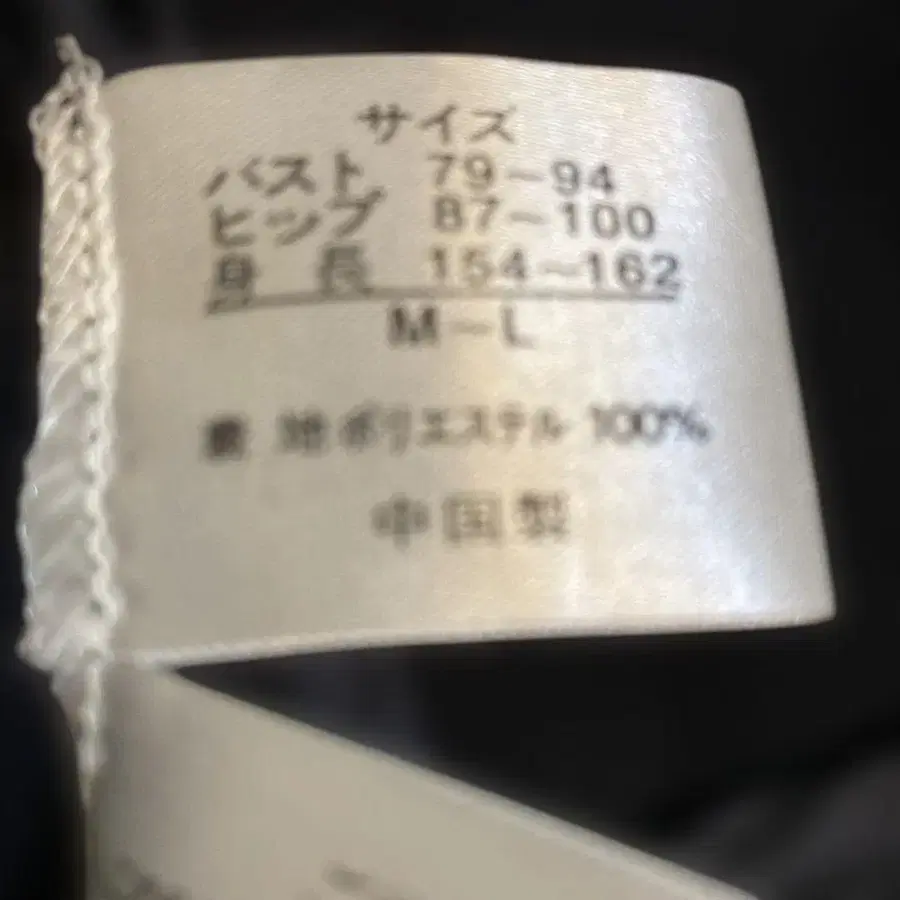 サイズ
バスト 79~94
ヒップ 87~100
身 長 154~162
M~L
表 地 ポリエステル 100%
中国製